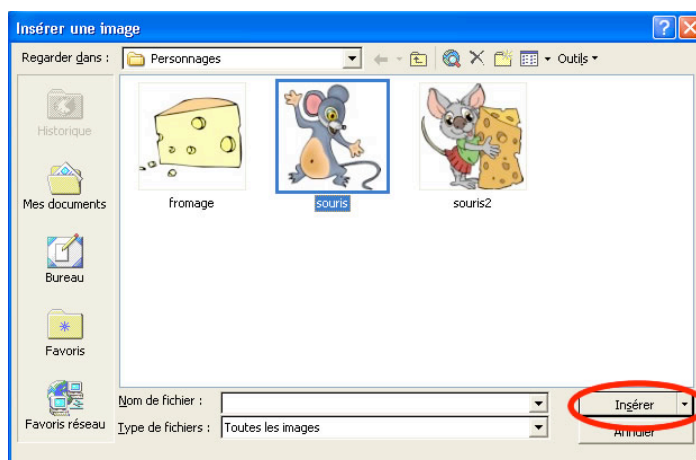 Insérer une image
Regarder dans :
Personnages
Outils
Historique
Mes documents
Bureau
Favoris
Favoris réseau
fromage
souris
souris2
Nom de fichier :
Insérer
Type de fichiers :
Toutes les images
Annuler